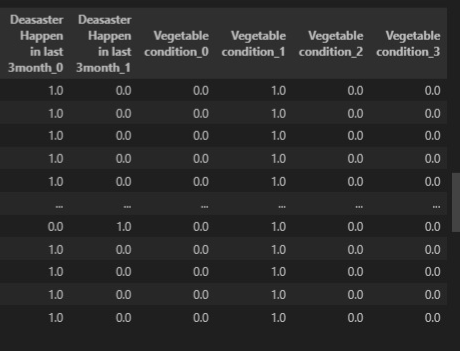 Deasaster Deasaster
Happen Happen Vegetable Vegetable Vegetable Vegetable
in last in last condition_0 condition_1 condition_2 condition_3
3month_0 3month_1
1.0 0.0 0.0 1.0 0.0 0.0
1.0 0.0 0.0 1.0 0.0 0.0
1.0 0.0 0.0 1.0 0.0 0.0
1.0 0.0 0.0 1.0 0.0 0.0
1.0 0.0 0.0 1.0 0.0 0.0
... ... ... ... ... ...
0.0 1.0 0.0 1.0 0.0 0.0
1.0 0.0 0.0 1.0 0.0 0.0
1.0 0.0 0.0 1.0 0.0 0.0
1.0 0.0 0.0 1.0 0.0 0.0
1.0 0.0 0.0 1.0 0.0 0.0